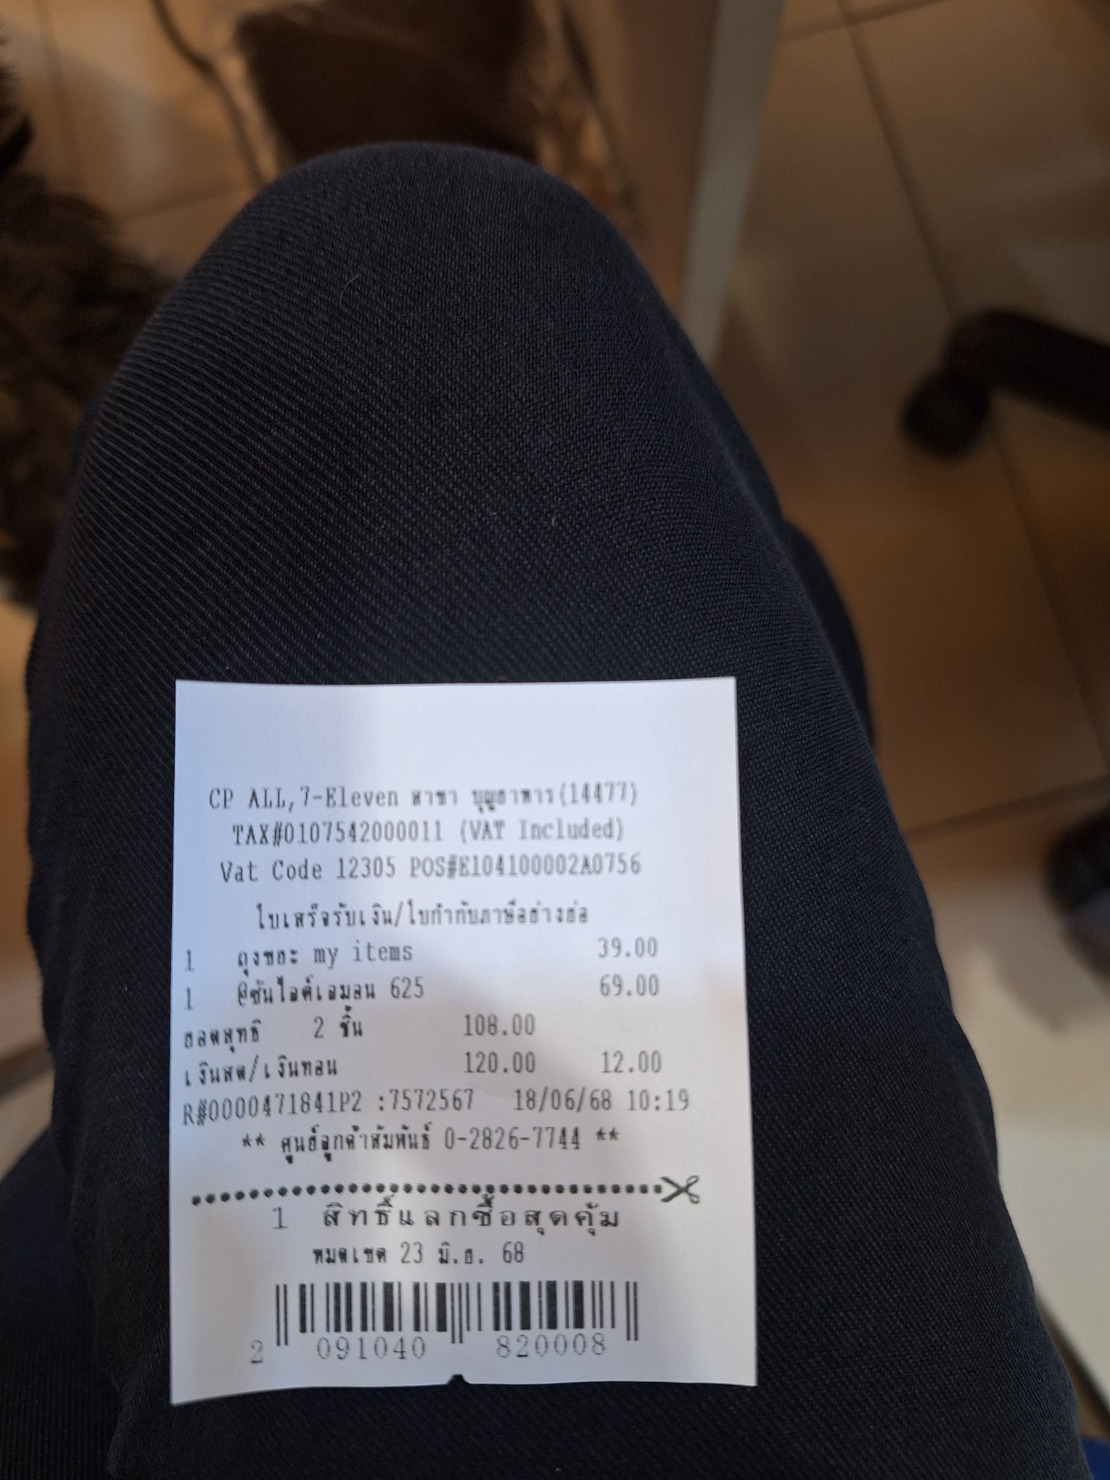 CP ALL,7-Eleven สาขา บุญธาหาร(14477)
TAX#0107542000011 (VAT Included)
Vat Code 12305 POS#E104100002A0756
ใบเสร็จรับเงิน/ใบกำกับภาษีอย่างย่อ
1 ถุงขยะ my items 39.00
1 @ซันไลต์เลมอน 625 69.00
ยอดสุทธิ 2 ชิ้น 108.00
เงินสด/เงินทอน 120.00 12.00
R#0000471841P2 :7572567 18/06/68 10:19
** ศูนย์ลูกค้าสัมพันธ์ 0-2826-7744 **
1 สิทธิ์แลกซื้อสุดคุ้ม
หมดเขต 23 มิ.ย. 68
2 091040 820008